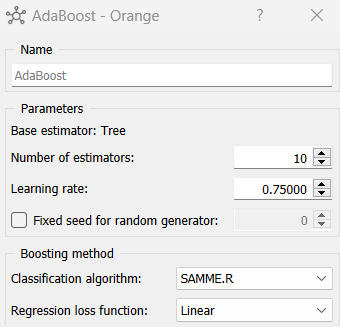 AdaBoost - Orange ? ×
Name
AdaBoost
Parameters
Base estimator: Tree
Number of estimators: 10
Learning rate: 0.75000
Fixed seed for random generator: 0
Boosting method
Classification algorithm: SAMME.R
Regression loss function: Linear